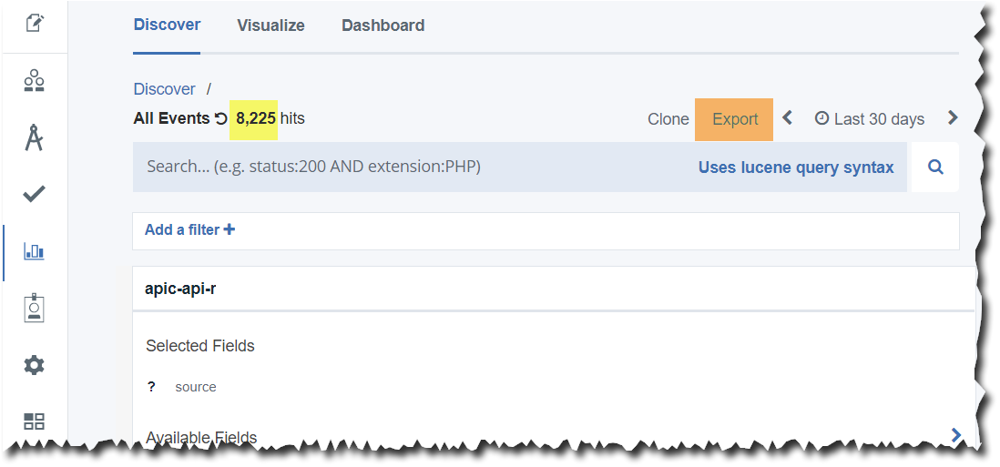 Discover Visualize Dashboard
Discover /
All Events 8,225 hits Clone Export Last 30 days
Search... (e.g. status:200 AND extension:PHP) Uses lucene query syntax
Add a filter +
apic-api-r
Selected Fields
? source
Available Fields